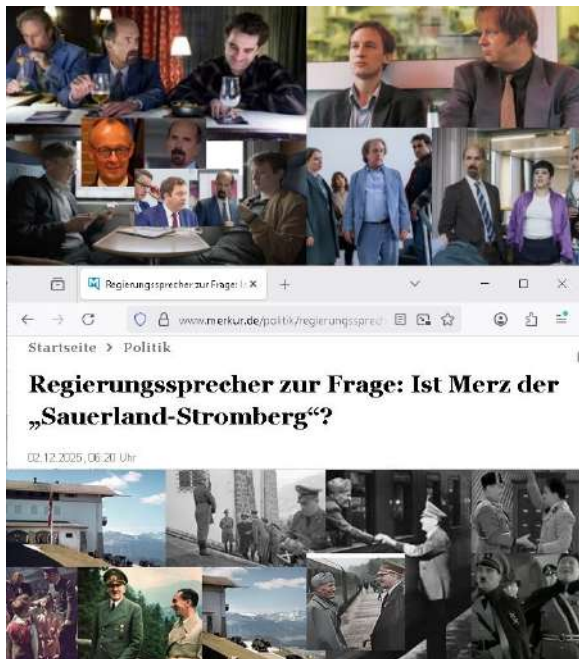 Regierungssprecher zur Frage: Is
www.merkur.de/politik/regierungssprec
Startseite > Politik
Regierungssprecher zur Frage: Ist Merz der
„Sauerland-Stromberg“?
02.12.2025, 06:20 Uhr